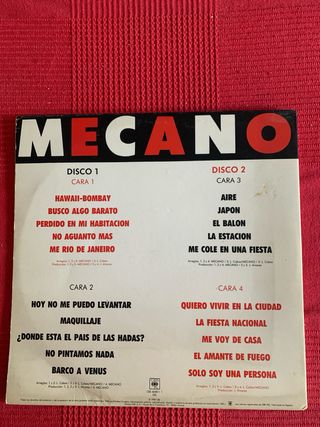 MECANO
DISCO 1
CARA 1
HAWAII-BOMBAY
BUSCO ALGO BARATO
PERDIDO EN MI HABITACION
NO AGUANTO MAS
ME RIO DE JANEIRO
CARA 2
HOY NO ME PUEDO LEVANTAR
MAQUILLAJE
¿DONDE ESTA EL PAIS DE LAS HADAS?
NO PINTAMOS NADA
BARCO A VENUS
DISCO 2
CARA 3
AIRE
JAPON
EL BALON
LA ESTACION
ME COLE EN UNA FIESTA
CARA 4
QUIERO VIVIR EN LA CIUDAD
LA FIESTA NACIONAL
ME VOY DE CASA
EL AMANTE DE FUEGO
SOLO SOY UNA PERSONA
CBS